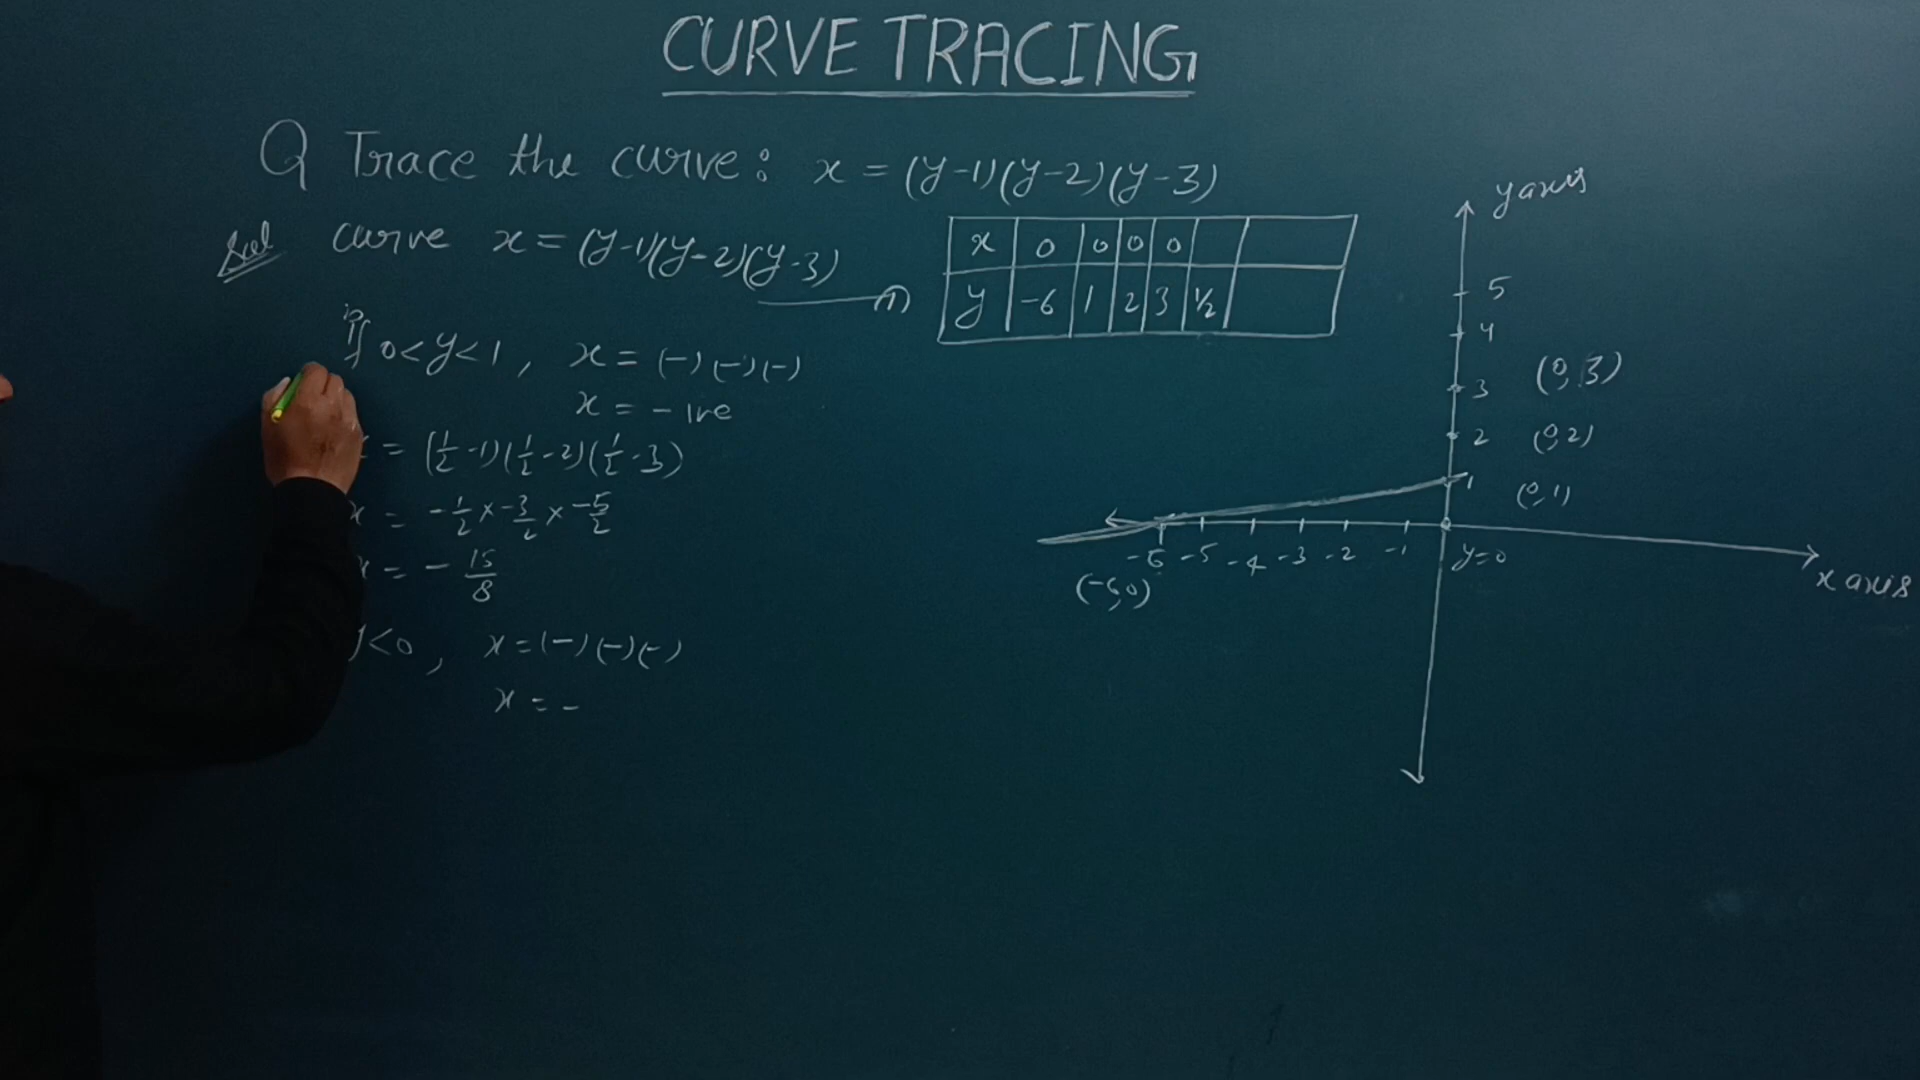 CURVE TRACING
Q Trace the curve: x = (y-1)(y-2)(y-3)
Sol curve x = (y-1)(y-2)(y-3) ——— (1)
x 0 0 0 0
y -6 1 2 3 1/2
If 0<y<1, x = (-)(-)(-)
x = - ive
= (1/2 -1)(1/2 -2)(1/2 -3)
x = -1/2 × -3/2 × -5/2
x = - 15/8
y<0, x = (-)(-)(-)
x = -
y axis
5
4
3 (0,3)
2 (0,2)
1 (0,1)
-6 -5 -4 -3 -2 -1 y=0
x axis